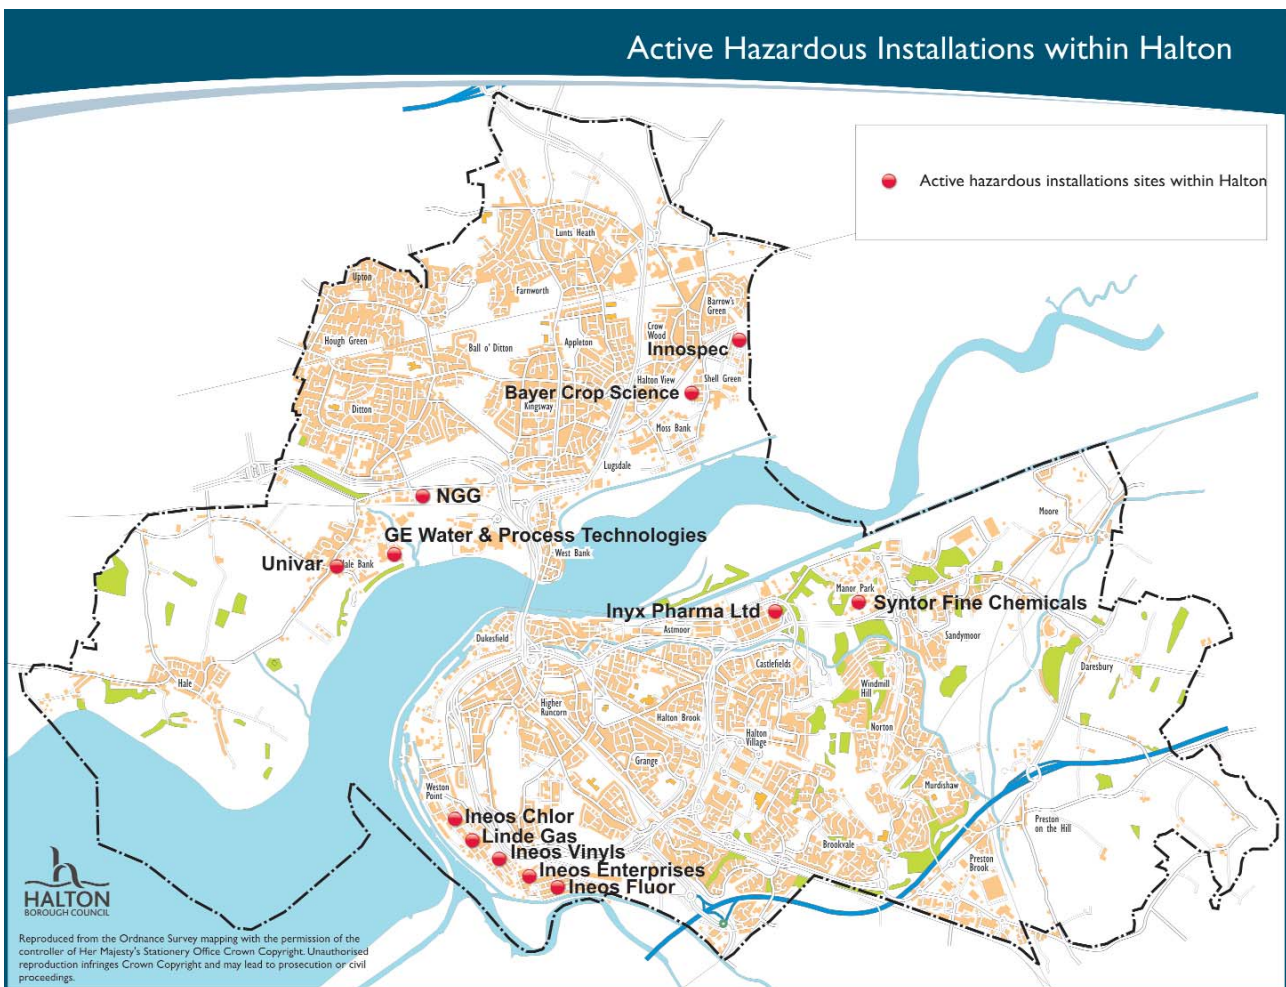 Active Hazardous Installations within Halton
Active hazardous installations sites within Halton
Lunts Heath
Upton
Farnworth
Barrow's
Green
Crow
Wood
Hough Green
Ball o' Ditton
Appleton
Innospec
Halton View
Shell Green
Bayer Crop Science
Ditton
Kingsway
Moss Bank
Lugsdale
NGG
Moore
GE Water & Process Technologies
West Bank
Univar
Hale Bank
Manor Park
Inyx Pharma Ltd
Syntor Fine Chemicals
Dukesfield
Astmoor
Sandymoor
Castlefields
Daresbury
Hale
Windmill
Hill
Higher
Runcorn
Halton Brook
Norton
Halton
Village
Grange
Weston
Point
Murdishaw
Ineos Chlor
Preston
on the Hill
Linde Gas
Brookvale
Ineos Vinyls
Preston
Brook
Ineos Enterprises
Ineos Fluor
HALTON
BOROUGH COUNCIL
Reproduced from the Ordnance Survey mapping with the permission of the
controller of Her Majesty's Stationery Office Crown Copyright. Unauthorised
reproduction infringes Crown Copyright and may lead to prosecution or civil
proceedings.